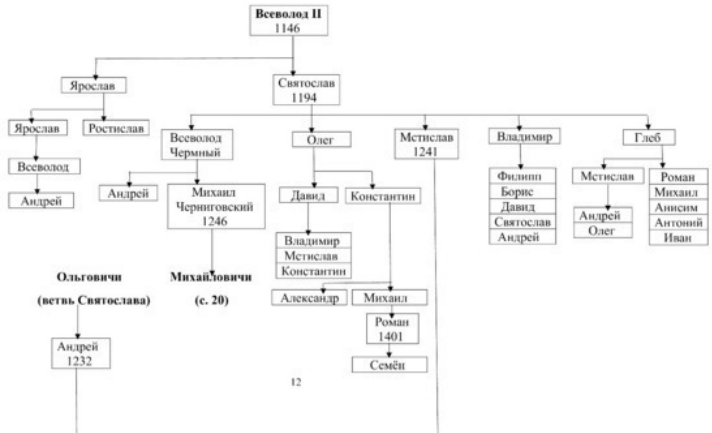 Всеволод II
1146
Ярослав
Святослав
1194
Ярослав
Ростислав
Всеволод
Чермный
Олег
Мстислав
1241
Владимир
Глеб
Всеволод
Андрей
Андрей
Михаил
Черниговский
1246
Давид
Константин
Филипп
Борис
Давид
Святослав
Андрей
Мстислав
Андрей
Олег
Роман
Михаил
Анисим
Антоний
Иван
Владимир
Мстислав
Константин
Ольговичи
(ветвь Святослава)
Михайловичи
(с. 20)
Александр
Михаил
Роман
1401
Семён
Андрей
1232
12